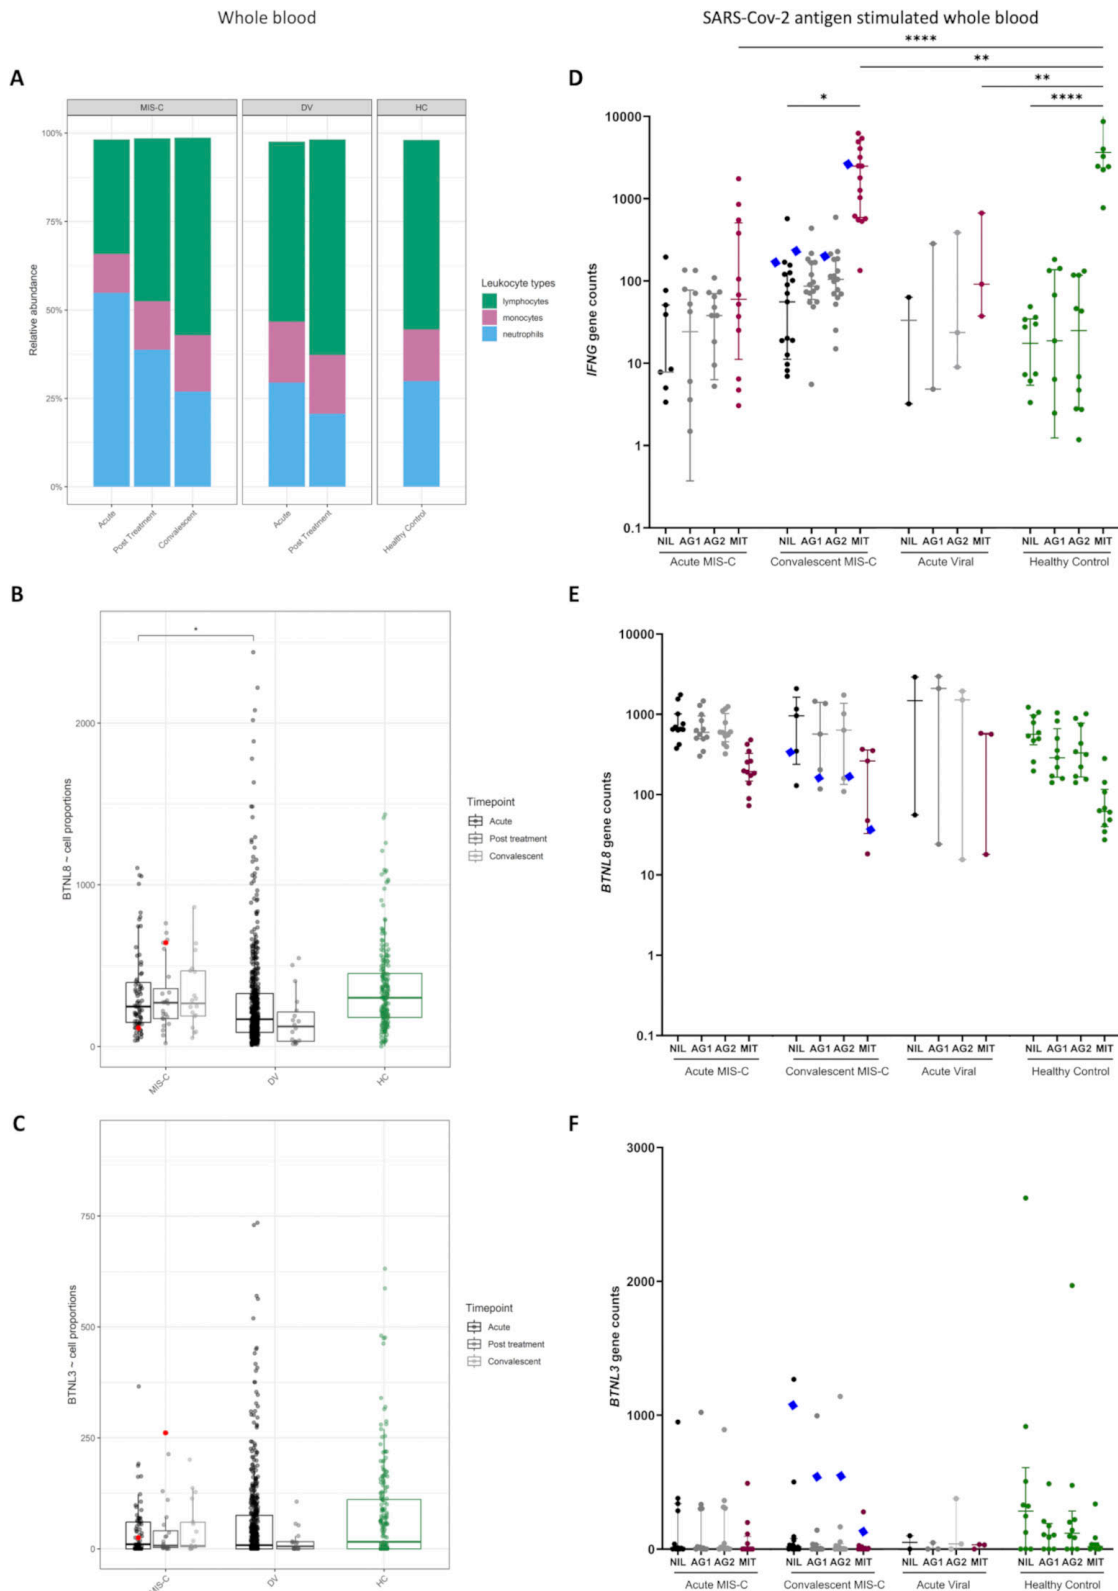 Whole blood
SARS-Cov-2 antigen stimulated whole blood
A
MIS-C
DV
HC
100%
75%
50%
25%
0%
Relative abundance
Leukocyte types
lymphocytes
monocytes
neutrophils
Acute
Post Treatment
Convalescent
Acute
Post Treatment
Healthy Control
D
****
**
**
* ****
10000
1000
100
10
1
0.1
IFNG gene counts
NIL AG1 AG2 MIT NIL AG1 AG2 MIT NIL AG1 AG2 MIT NIL AG1 AG2 MIT
Acute MIS-C Convalescent MIS-C Acute Viral Healthy Control
B
*
2000
1000
0
BTNL8 ~ cell proportions
Timepoint
Acute
Post treatment
Convalescent
MIS-C
DV
HC
E
10000
1000
100
10
1
0.1
BTNL8 gene counts
NIL AG1 AG2 MIT NIL AG1 AG2 MIT NIL AG1 AG2 MIT NIL AG1 AG2 MIT
Acute MIS-C Convalescent MIS-C Acute Viral Healthy Control
C
750
500
250
0
BTNL3 ~ cell proportions
Timepoint
Acute
Post treatment
Convalescent
MIS-C
DV
HC
F
3000
2000
1000
0
BTNL3 gene counts
NIL AG1 AG2 MIT NIL AG1 AG2 MIT NIL AG1 AG2 MIT NIL AG1 AG2 MIT
Acute MIS-C Convalescent MIS-C Acute Viral Healthy Control